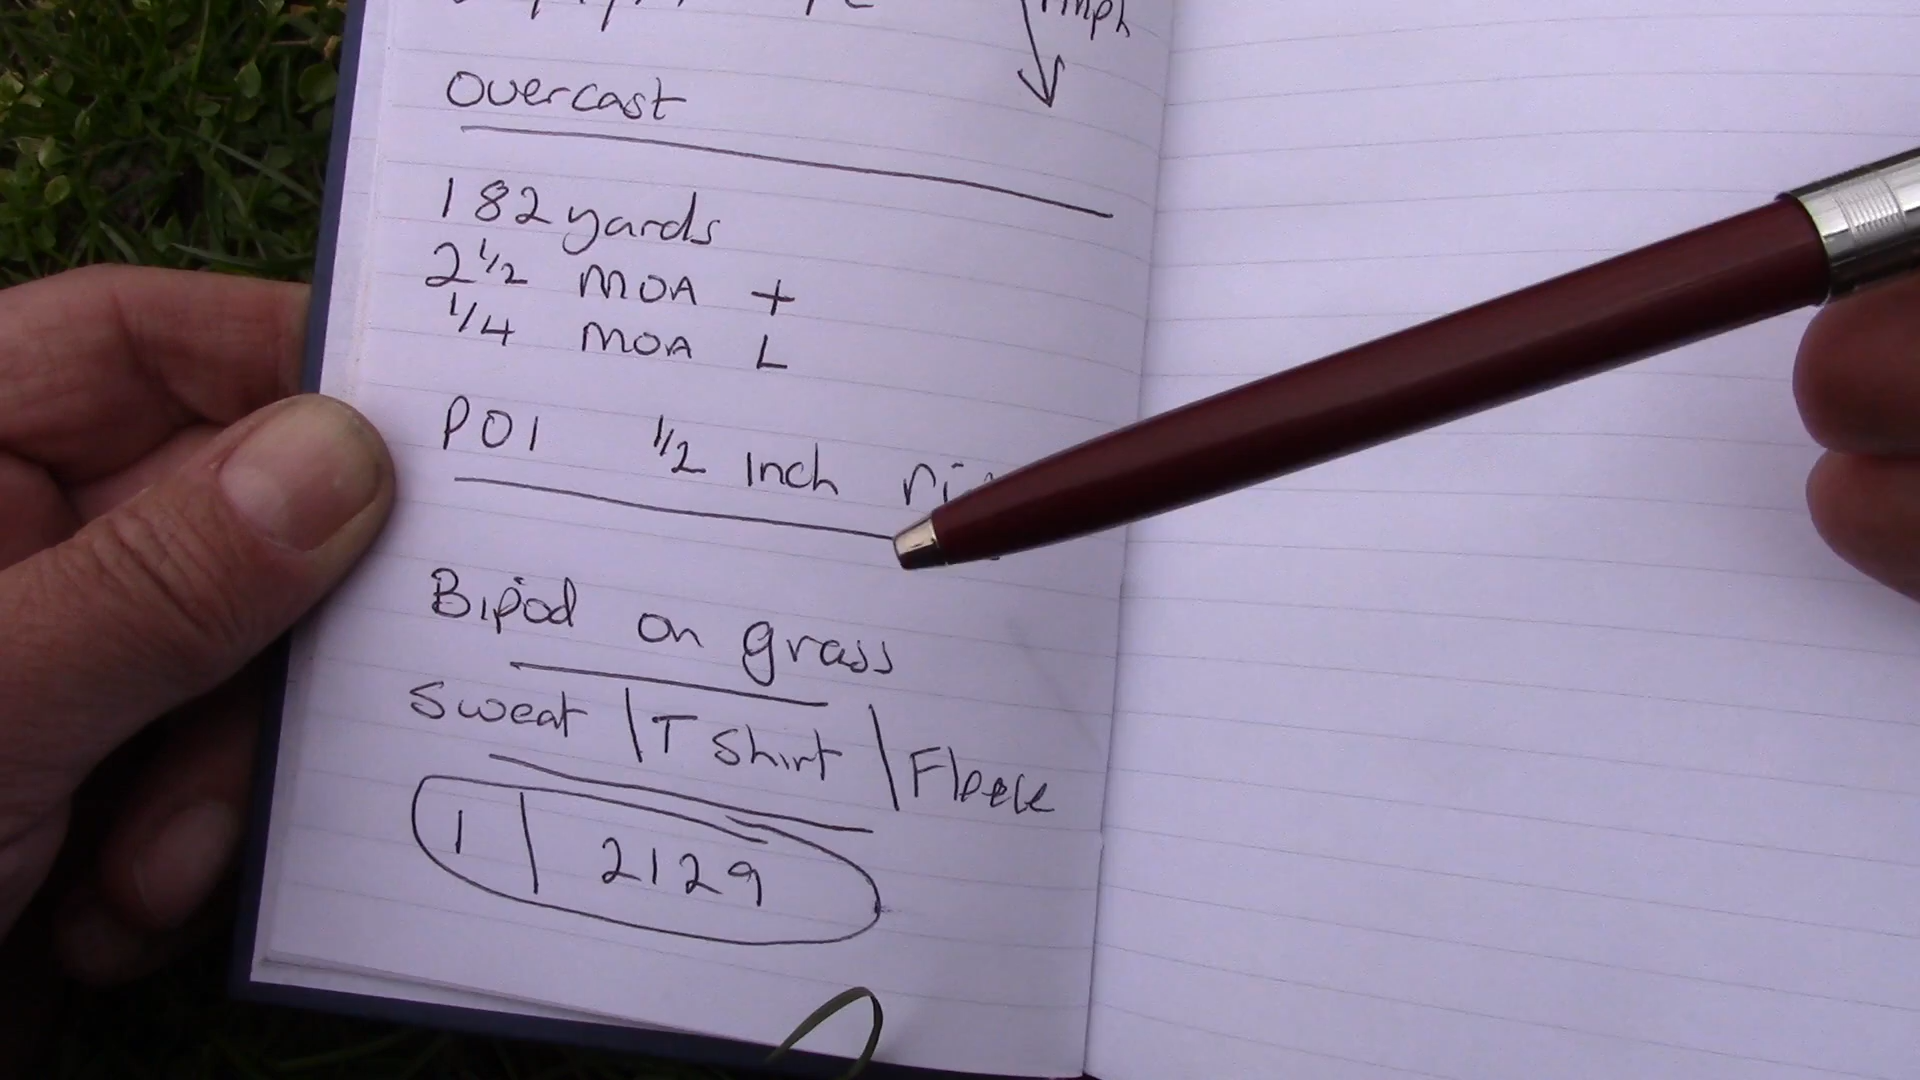 mph
Overcast
182 yards
2 1/2 MOA +
1/4 MOA L
POI 1/2 inch
Bipod on grass
Sweat | T Shirt | Fleece
1 | 2129